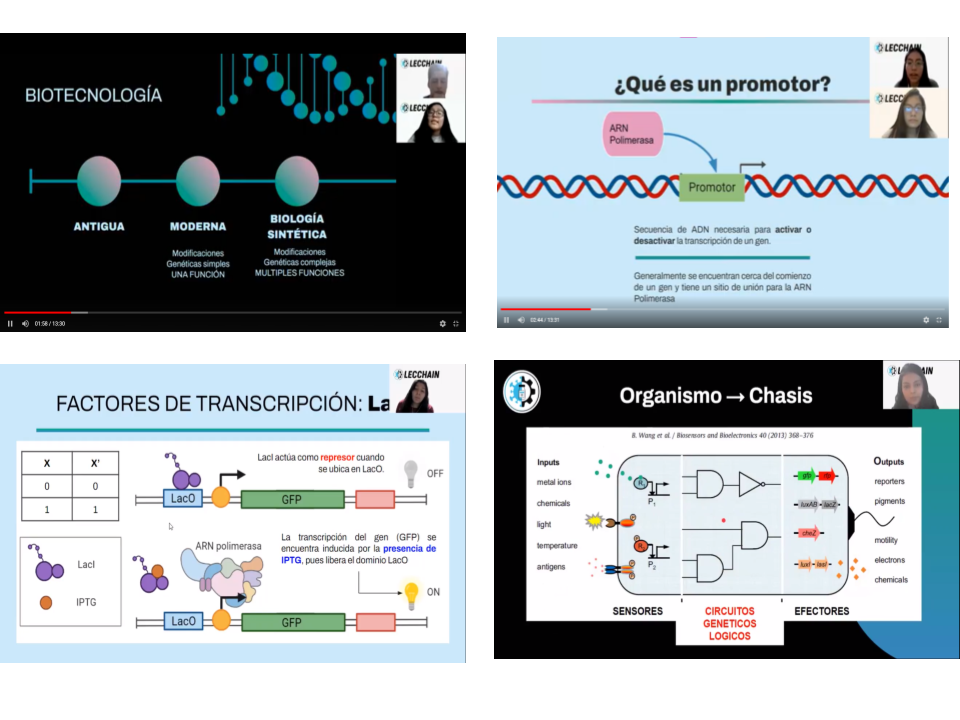 BIOTECNOLOGÍA
LECCHAIN
LECC
ANTIGUA
MODERNA
BIOLOGÍA
SINTÉTICA
Modificaciones
Genéticas simples
UNA FUNCIÓN
Modificaciones
Genéticas complejas
MULTIPLES FUNCIONES
01:58 / 13:30
LECCHAIN
LECC
¿Qué es un promotor?
ARN
Polimerasa
Promotor
Secuencia de ADN necesaria para activar o
desactivar la transcripción de un gen.
Generalmente se encuentran cerca del comienzo
de un gen y tiene un sitio de unión para la ARN
Polimerasa
02:44 / 13:31
LECCHAIN
FACTORES DE TRANSCRIPCIÓN: La
X X'
0 0
1 1
LacI
LacI actúa como represor cuando
se ubica en LacO.
OFF
LacO
GFP
LacI
IPTG
ARN polimerasa
La transcripción del gen (GFP) se
encuentra inducida por la presencia de
IPTG, pues libera el dominio LacO
ON
LacO
GFP
Organismo → Chasis
B. Wang et al. / Biosensors and Bioelectronics 40 (2013) 368–376
Inputs
metal ions
chemicals
light
temperature
antigens
P1
P2
gfp
rfp
luxAB
lacZ
cheZ
luxI
lasI
Outputs
reporters
pigments
motility
electrons
chemicals
SENSORES
CIRCUITOS
GENETICOS
LOGICOS
EFECTORES